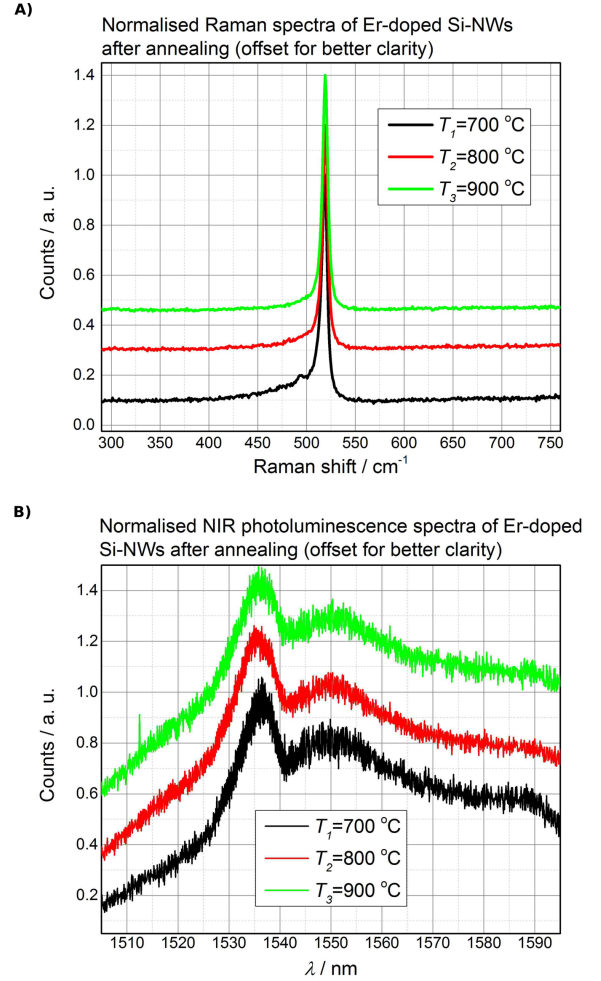 A)
Normalised Raman spectra of Er-doped Si-NWs
after annealing (offset for better clarity)
1.4
1.2
1.0
0.8
0.6
0.4
0.2
0.0
Counts / a. u.
T1=700 °C
T2=800 °C
T3=900 °C
300 350 400 450 500 550 600 650 700 750
Raman shift / cm-1
B)
Normalised NIR photoluminescence spectra of Er-doped
Si-NWs after annealing (offset for better clarity)
1.4
1.2
1.0
0.8
0.6
0.4
0.2
Counts / a. u.
T1=700 °C
T2=800 °C
T3=900 °C
1510 1520 1530 1540 1550 1560 1570 1580 1590
λ / nm